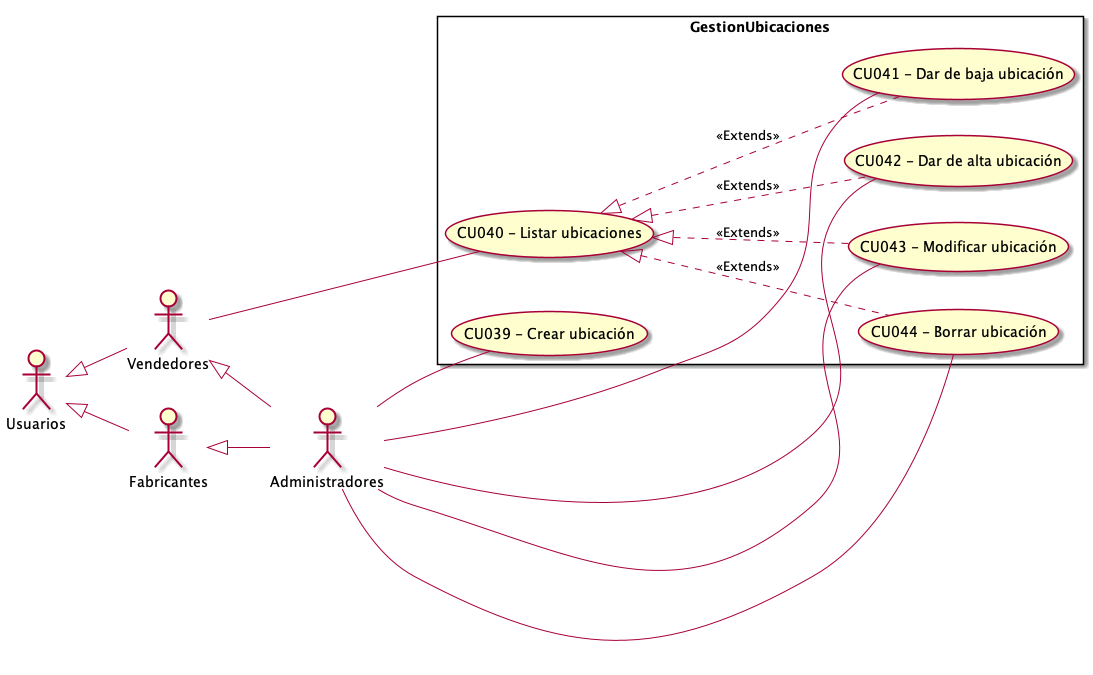 GestionUbicaciones
CU041 – Dar de baja ubicación
«Extends»
CU042 – Dar de alta ubicación
«Extends»
CU040 – Listar ubicaciones
«Extends»
CU043 – Modificar ubicación
«Extends»
CU039 – Crear ubicación
CU044 – Borrar ubicación
Vendedores
Usuarios
Fabricantes
Administradores